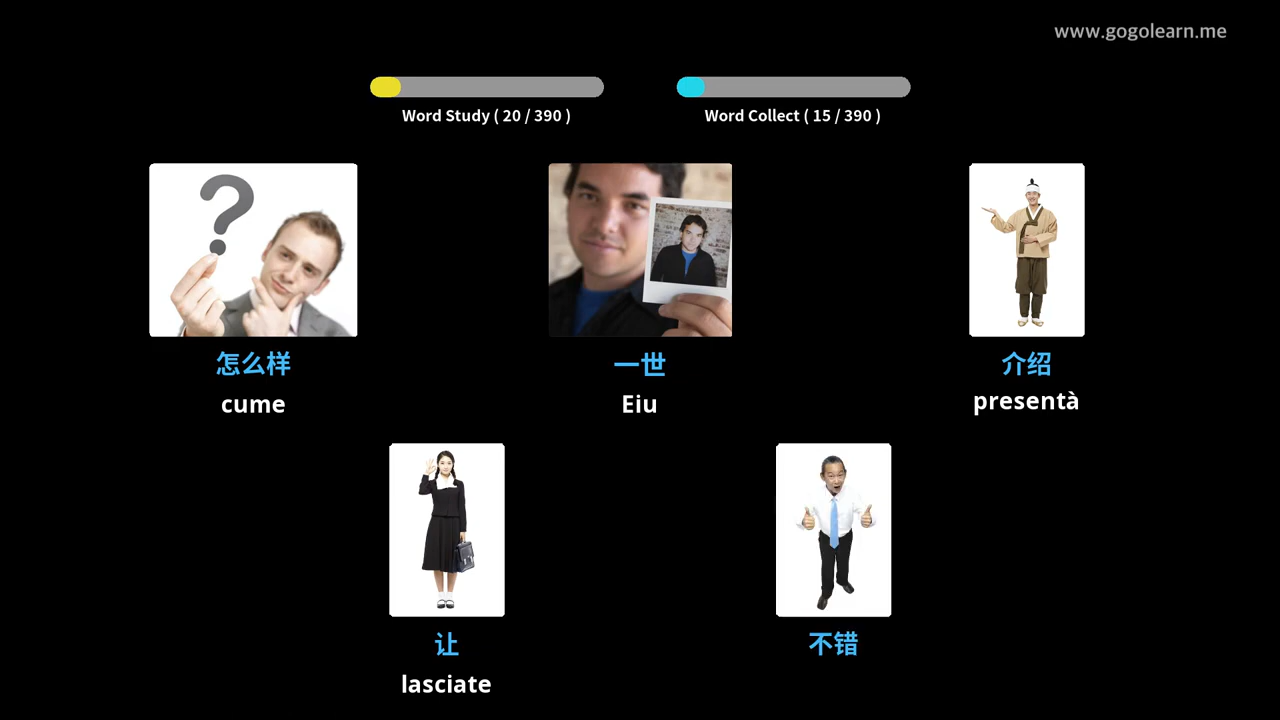 www.gogolearn.me
Word Study ( 20 / 390 )
Word Collect ( 15 / 390 )
怎么样
cume
一世
Eiu
介绍
presentà
让
lasciate
不错